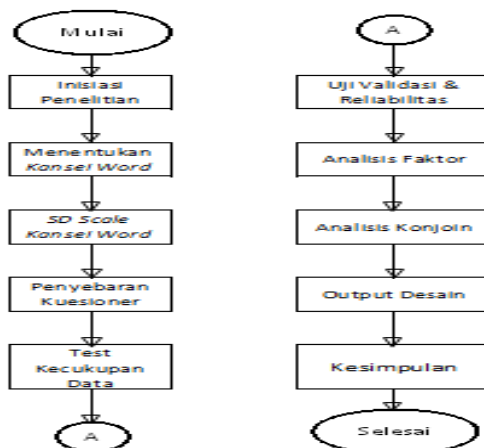 Mulai
Inisiasi
Penelitian
Menentukan
Kansei Word
SD Scale
Kansei Word
Penyebaran
Kuesioner
Test
Kecukupan
Data
A
A
Uji Validasi &
Reliabilitas
Analisis Faktor
Analisis Konjoin
Output Desain
Kesimpulan
Selesai